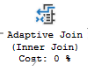 Adaptive Join
(Inner Join)
Cost: 0 %